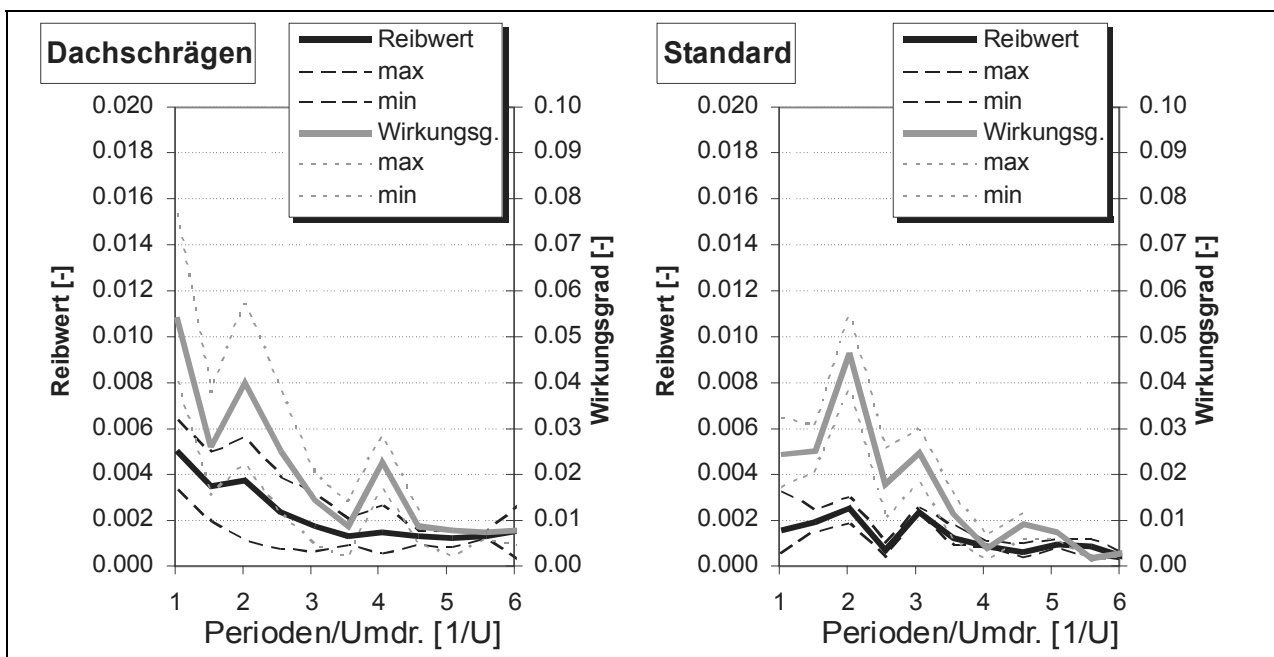 Dachschrägen
Reibwert
max
min
Wirkungsg.
max
min
0.020
0.018
0.016
0.014
0.012
0.010
0.008
0.006
0.004
0.002
0.000
Reibwert [-]
0.10
0.09
0.08
0.07
0.06
0.05
0.04
0.03
0.02
0.01
0.00
Wirkungsgrad [-]
1 2 3 4 5 6
Perioden/Umdr. [1/U]
Standard
Reibwert
max
min
Wirkungsg.
max
min
0.020
0.018
0.016
0.014
0.012
0.010
0.008
0.006
0.004
0.002
0.000
Reibwert [-]
0.10
0.09
0.08
0.07
0.06
0.05
0.04
0.03
0.02
0.01
0.00
Wirkungsgrad [-]
1 2 3 4 5 6
Perioden/Umdr. [1/U]